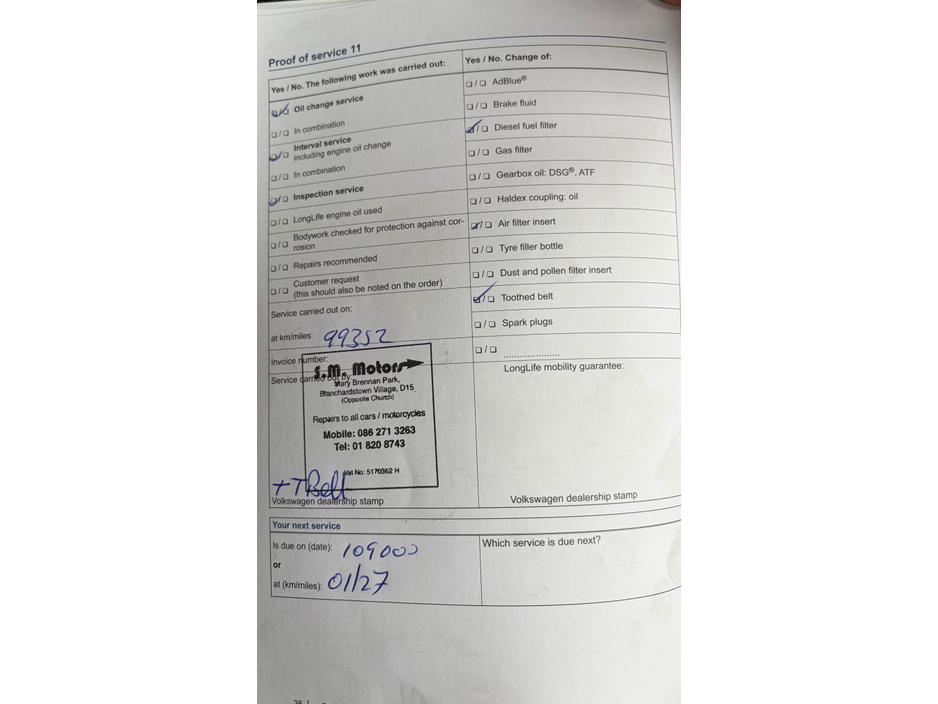 Proof of service 11
Yes / No. The following work was carried out:
Oil change service
In combination
Interval service
including engine oil change
In combination
Inspection service
LongLife engine oil used
Bodywork checked for protection against cor-
rosion
Repairs recommended
Customer request
(this should also be noted on the order)
Service carried out on:
at km/miles: 99352
Invoice number:
Service carried out by
S.M. Motors
Mary Brennan Park,
Blanchardstown Village, D15
(Opposite Church)
Repairs to all cars / motorcycles
Mobile: 086 271 3263
Tel: 01 820 8743
Vat No: 5170362 H
+ T Belt
Volkswagen dealership stamp
Yes / No. Change of:
AdBlue®
Brake fluid
Diesel fuel filter
Gas filter
Gearbox oil: DSG®, ATF
Haldex coupling: oil
Air filter insert
Tyre filler bottle
Dust and pollen filter insert
Toothed belt
Spark plugs
LongLife mobility guarantee:
Volkswagen dealership stamp
Your next service
Is due on (date): 109000
or
at (km/miles): 01/27
Which service is due next?